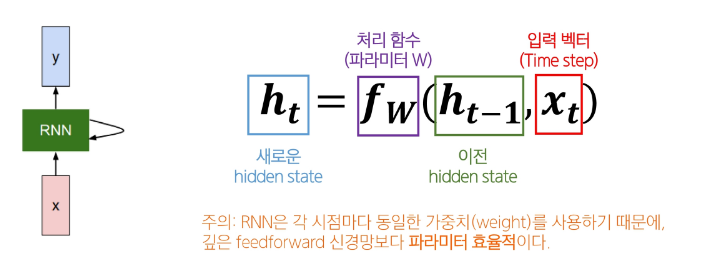 y
RNN
x
처리 함수
(파라미터 W)
입력 벡터
(Time step)
h_t = f_W(h_{t-1}, x_t)
새로운
hidden state
이전
hidden state
주의: RNN은 각 시점마다 동일한 가중치(weight)를 사용하기 때문에,
깊은 feedforward 신경망보다 파라미터 효율적이다.